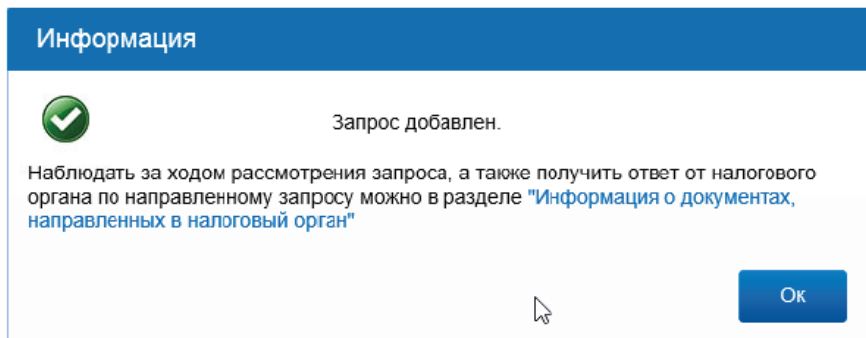 Информация
Запрос добавлен.
Наблюдать за ходом рассмотрения запроса, а также получить ответ от налогового
органа по направленному запросу можно в разделе "Информация о документах,
направленных в налоговый орган"
Ок